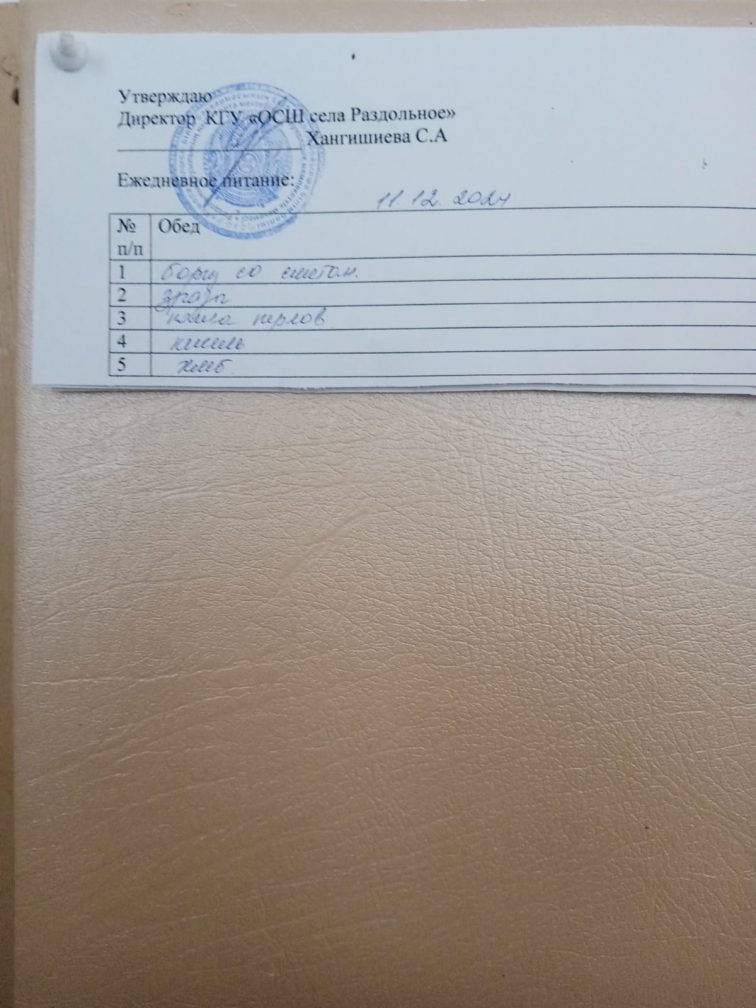 Утверждаю
Директор КГУ «ОСШ села Раздольное»
Хангишиева С.А
Ежедневное питание:
11.12.2024
№ п/п Обед
1 борщ со сметан.
2 зразы
3 каша перлов
4 кисель
5 хлеб